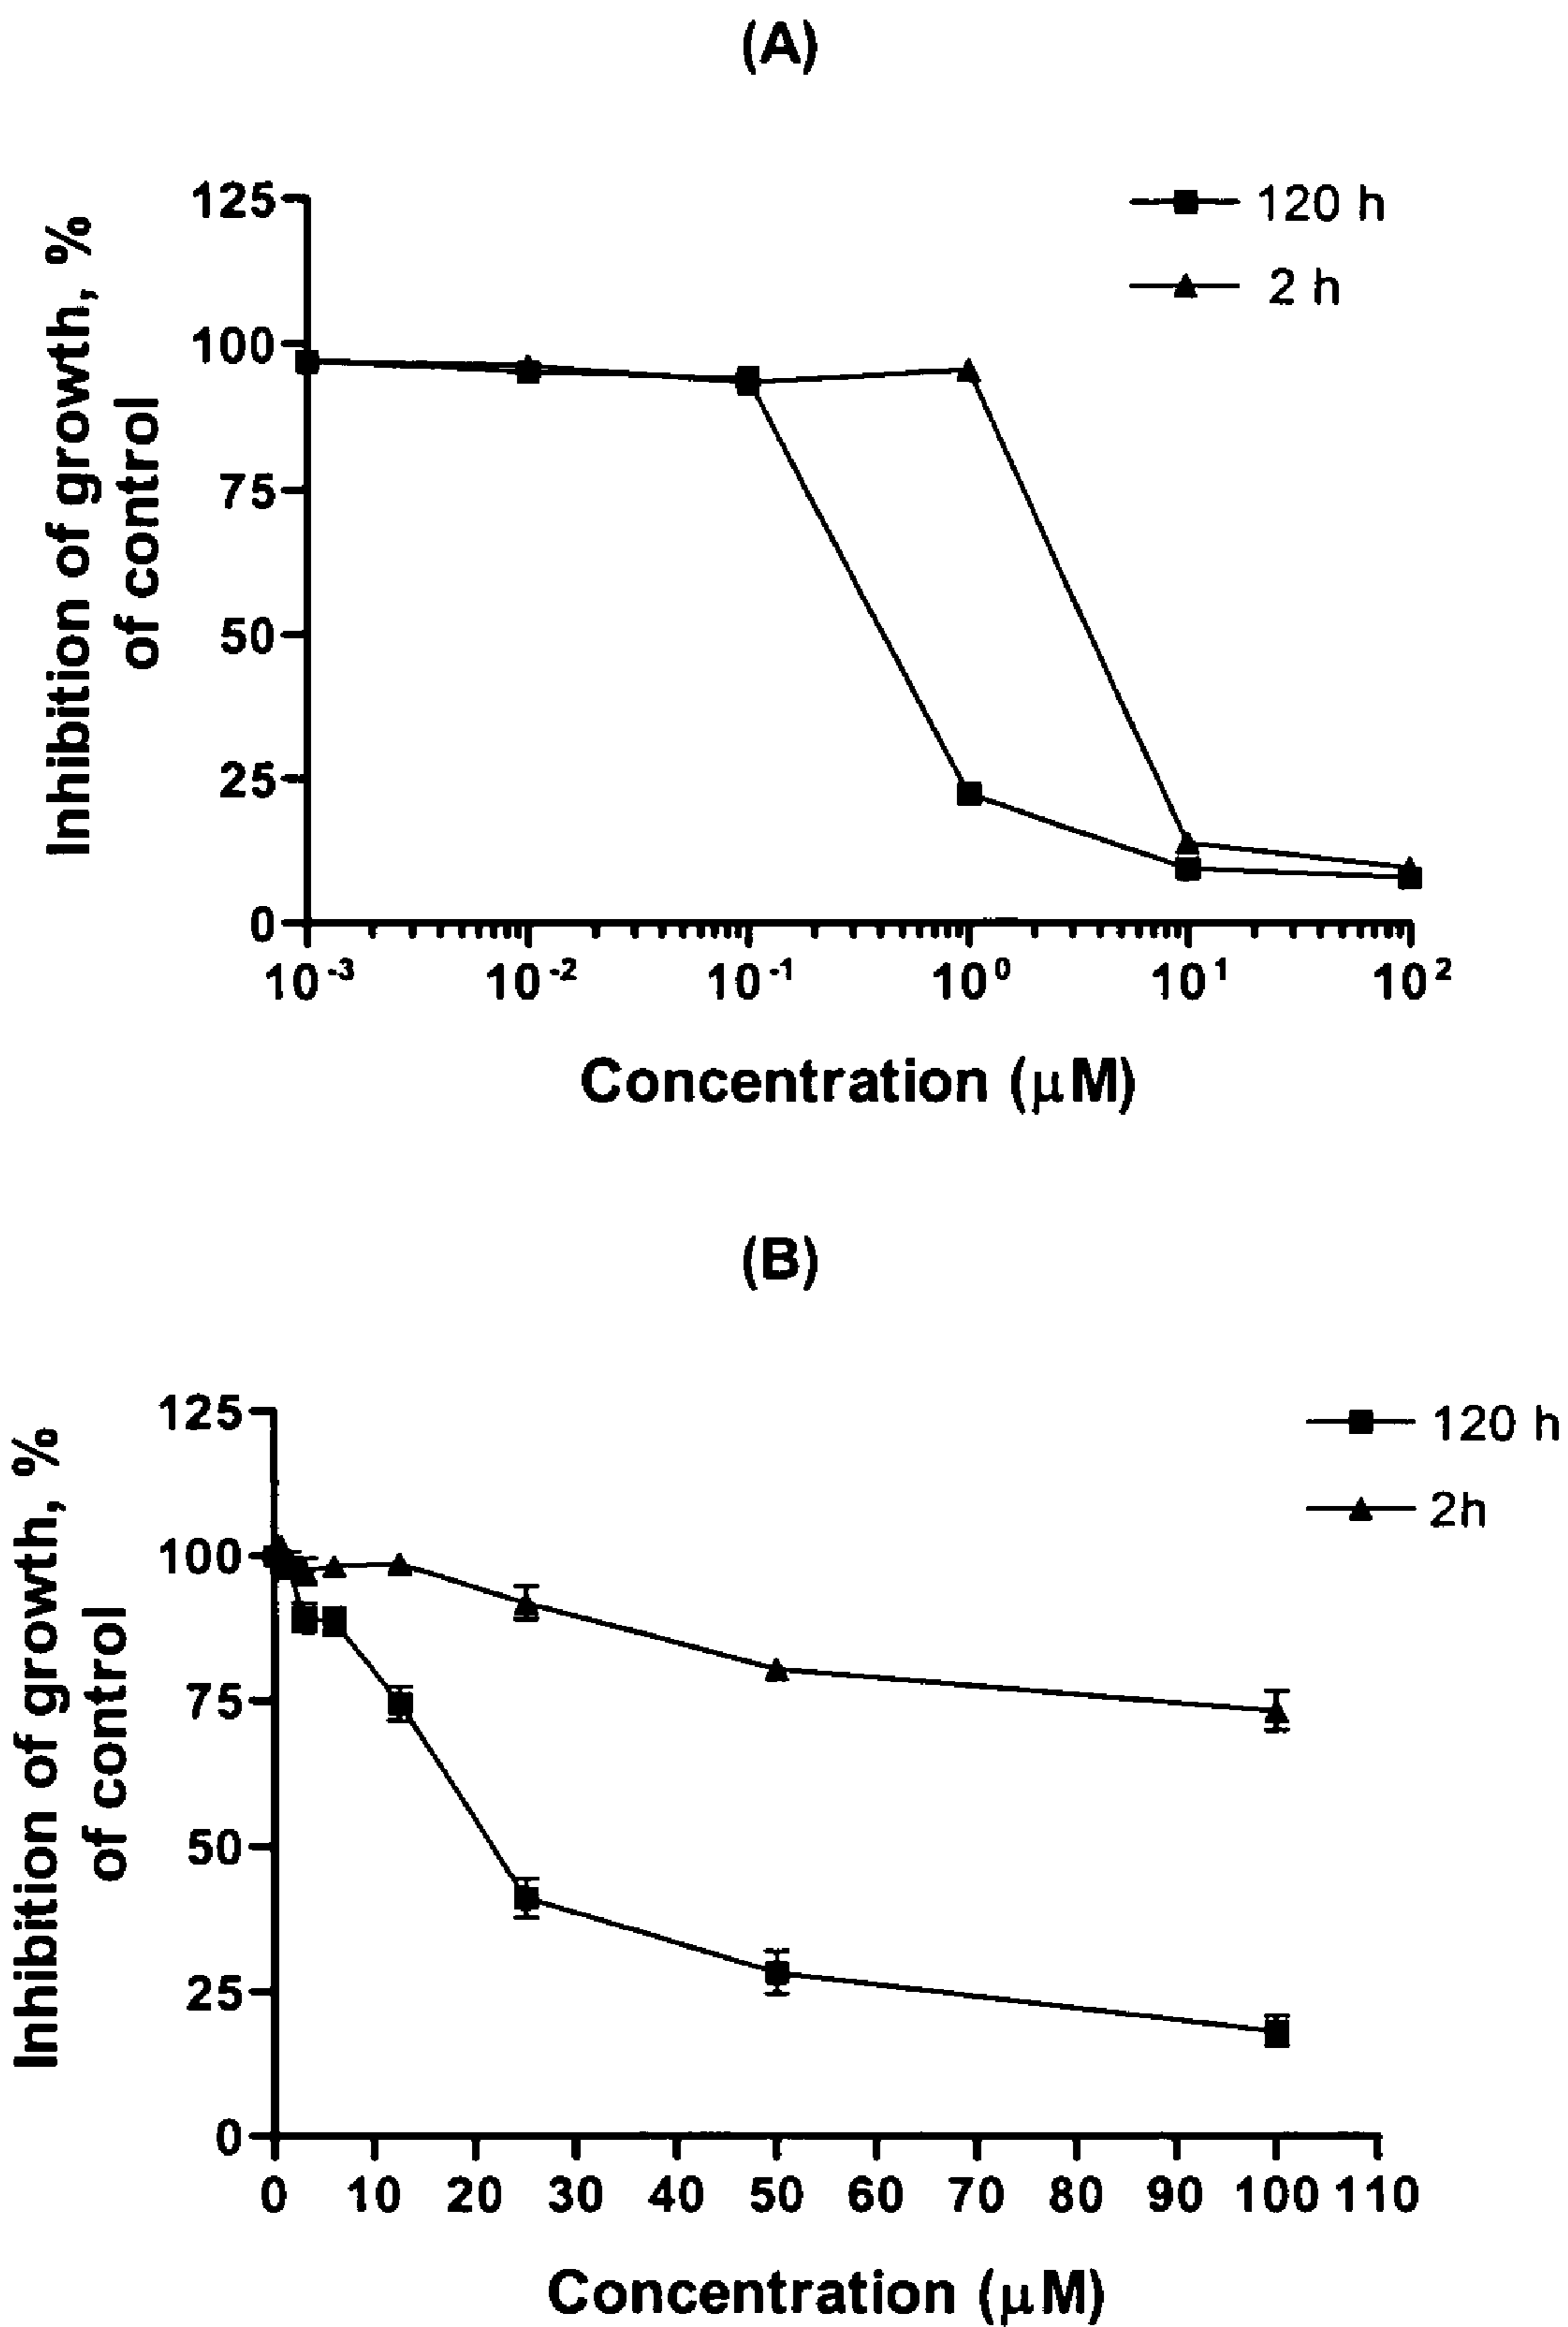 (A)
125
100
75
50
25
0
Inhibition of growth, %
of control
120 h
2 h
10⁻³ 10⁻² 10⁻¹ 10⁰ 10¹ 10²
Concentration (μM)
(B)
125
100
75
50
25
0
Inhibition of growth, %
of control
120 h
2h
0 10 20 30 40 50 60 70 80 90 100 110
Concentration (μM)